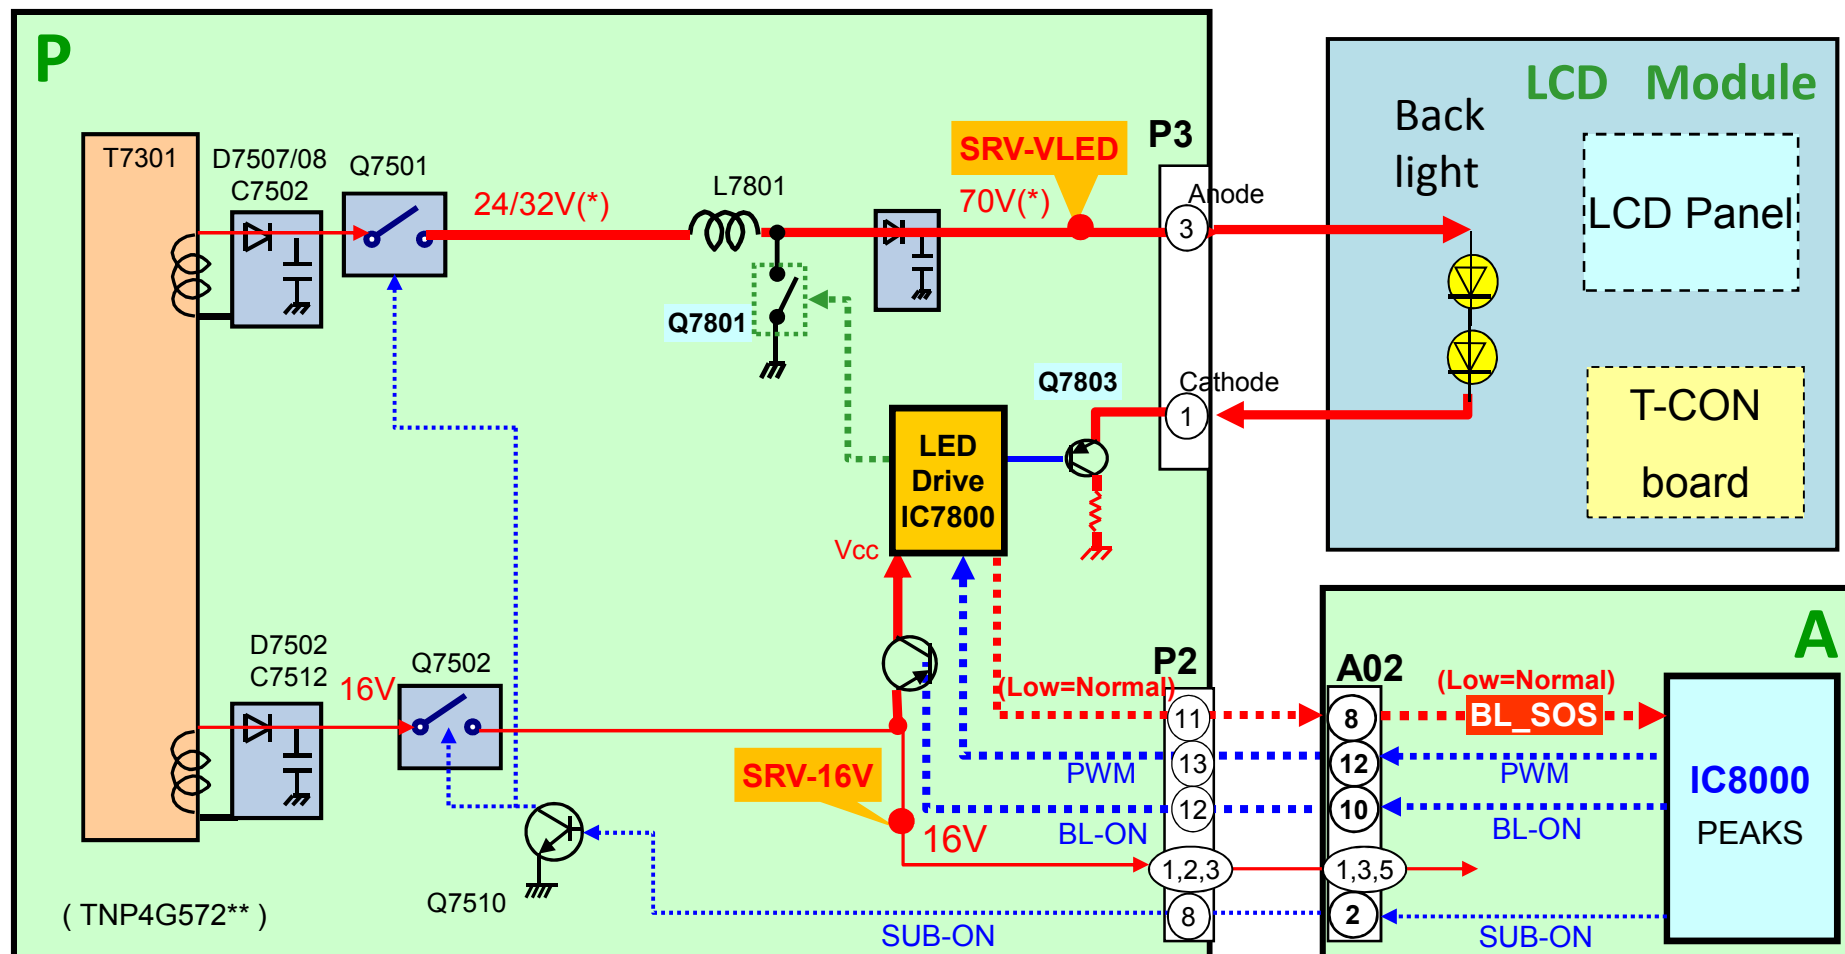 P
LCD Module
Back
light
LCD Panel
T-CON
board
T7301
D7507/08
C7502
Q7501
24/32V(*)
L7801
SRV-VLED
70V(*)
P3
Anode
3
Q7801
Q7803
Cathode
1
LED
Drive
IC7800
Vcc
D7502
C7512
16V
Q7502
P2
A02
A
(Low=Normal)
(Low=Normal)
11
8
BL_SOS
SRV-16V
PWM
13
12
PWM
IC8000
PEAKS
16V
BL-ON
12
10
BL-ON
1,2,3
1,3,5
Q7510
8
2
( TNP4G572** )
SUB-ON
SUB-ON